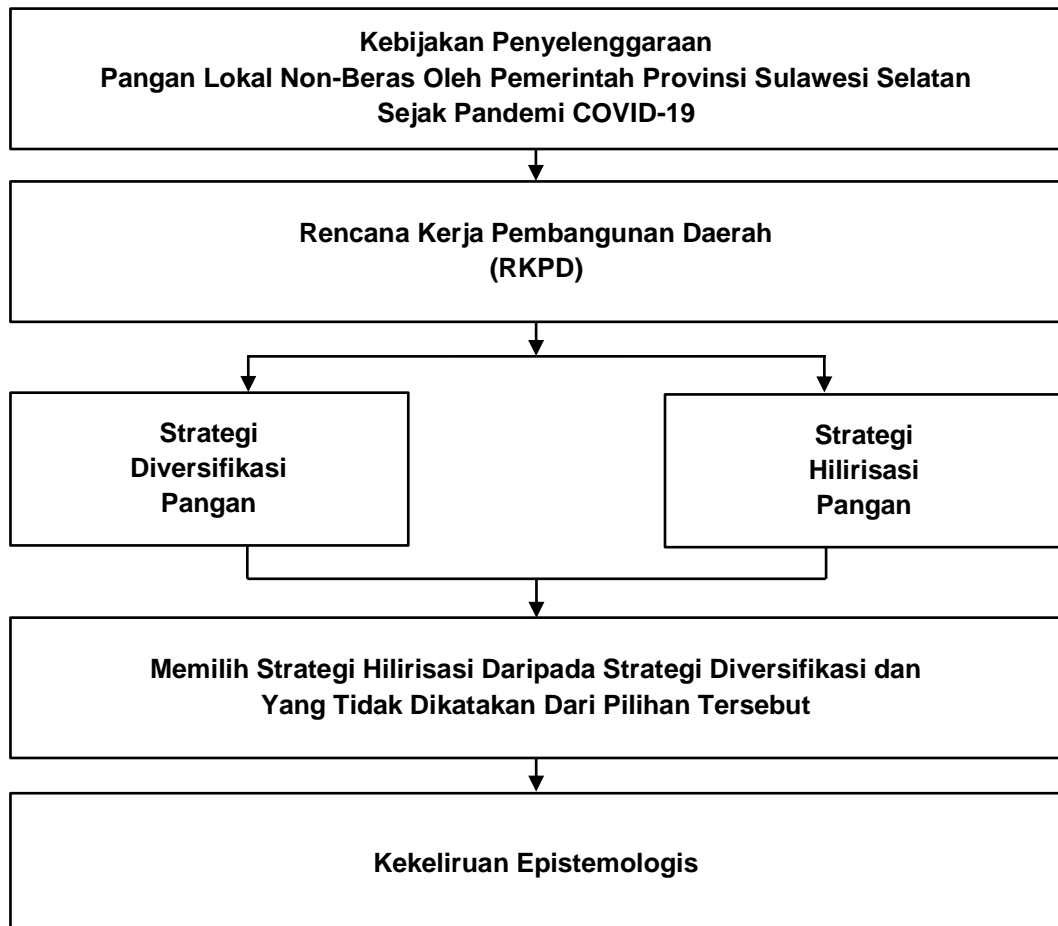 Kebijakan Penyelenggaraan
Pangan Lokal Non-Beras Oleh Pemerintah Provinsi Sulawesi Selatan
Sejak Pandemi COVID-19
Rencana Kerja Pembangunan Daerah
(RKPD)
Strategi
Diversifikasi
Pangan
Strategi
Hilirisasi
Pangan
Memilih Strategi Hilirisasi Daripada Strategi Diversifikasi dan
Yang Tidak Dikatakan Dari Pilihan Tersebut
Kekeliruan Epistemologis